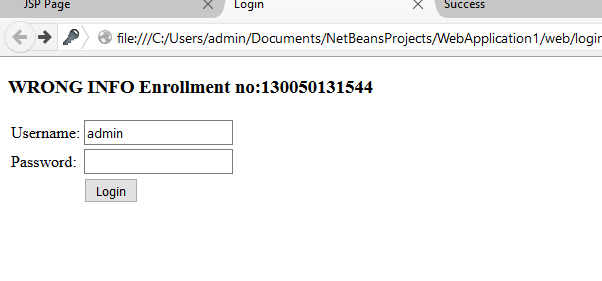 JSP Page
Login
Success
file:///C:/Users/admin/Documents/NetBeansProjects/WebApplication1/web/login
WRONG INFO Enrollment no:130050131544
Username: admin
Password:
Login